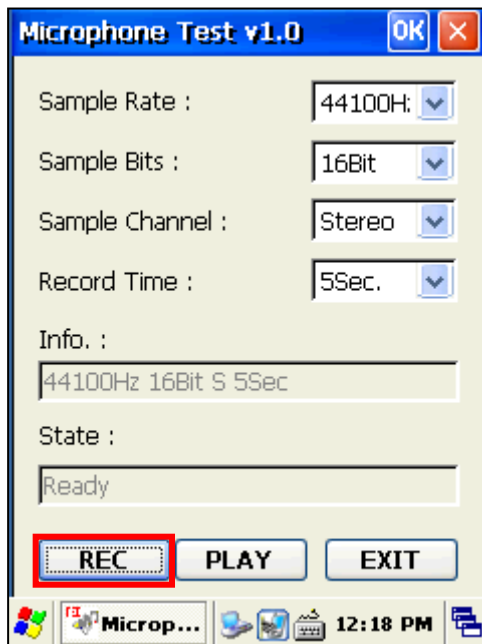 Microphone Test v1.0 OK
Sample Rate : 44100H:
Sample Bits : 16Bit
Sample Channel : Stereo
Record Time : 5Sec.
Info. :
44100Hz 16Bit S 5Sec
State :
Ready
REC PLAY EXIT
Microp... 12:18 PM